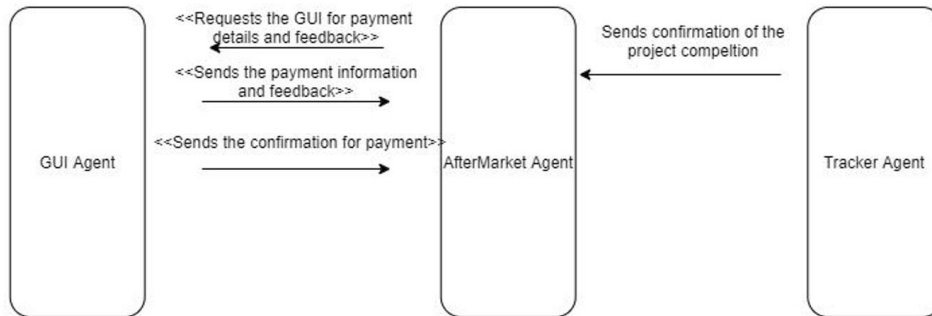 <<Requests the GUI for payment
details and feedback>>
Sends confirmation of the
project compeltion
<<Sends the payment information
and feedback>>
<<Sends the confirmation for payment>>
GUI Agent
AfterMarket Agent
Tracker Agent